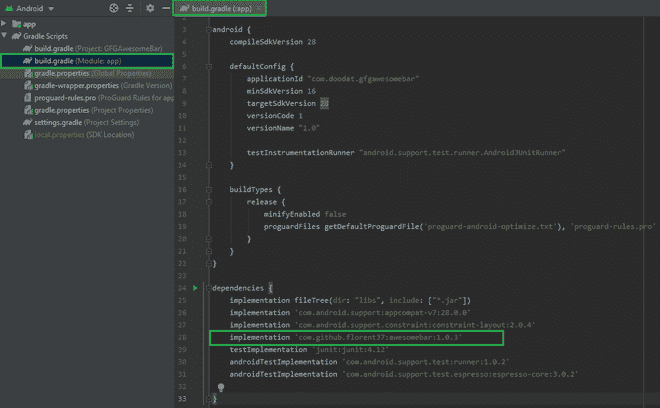 Android
build.gradle (:app)
app
Gradle Scripts
build.gradle (Project: GFGAwesomeBar)
build.gradle (Module: app)
gradle.properties (Global Properties)
gradle-wrapper.properties (Gradle Version)
proguard-rules.pro (ProGuard Rules for app
gradle.properties (Project Properties)
settings.gradle (Project Settings)
local.properties (SDK Location)
3 android {
4 compileSdkVersion 28
5
6 defaultConfig {
7 applicationId "com.doodat.gfgawesomebar"
8 minSdkVersion 16
9 targetSdkVersion 28
10 versionCode 1
11 versionName "1.0"
12
13 testInstrumentationRunner "android.support.test.runner.AndroidJUnitRunner"
14 }
15
16 buildTypes {
17 release {
18 minifyEnabled false
19 proguardFiles getDefaultProguardFile('proguard-android-optimize.txt'), 'proguard-rules.pro'
20 }
21 }
22 }
23
24 dependencies {
25 implementation fileTree(dir: "libs", include: ["*.jar"])
26 implementation 'com.android.support:appcompat-v7:28.0.0'
27 implementation 'com.android.support.constraint:constraint-layout:2.0.4'
28 implementation 'com.github.florent37:awesomebar:1.0.3'
29 testImplementation 'junit:junit:4.12'
30 androidTestImplementation 'com.android.support.test:runner:1.0.2'
31 androidTestImplementation 'com.android.support.test.espresso:espresso-core:3.0.2'
32
33 }